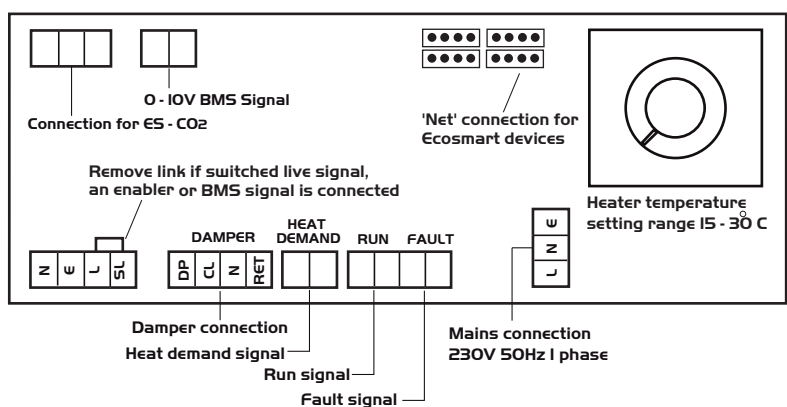 0 - 10V BMS Signal
Connection for ES - CO2
'Net' connection for
Ecosmart devices
Remove link if switched live signal,
an enabler or BMS signal is connected
Heater temperature
setting range 15 - 30°C
N E L SL
DAMPER
DP CL N RET
HEAT
DEMAND
RUN
FAULT
L N E
Damper connection
Heat demand signal
Run signal
Fault signal
Mains connection
230V 50Hz 1 phase